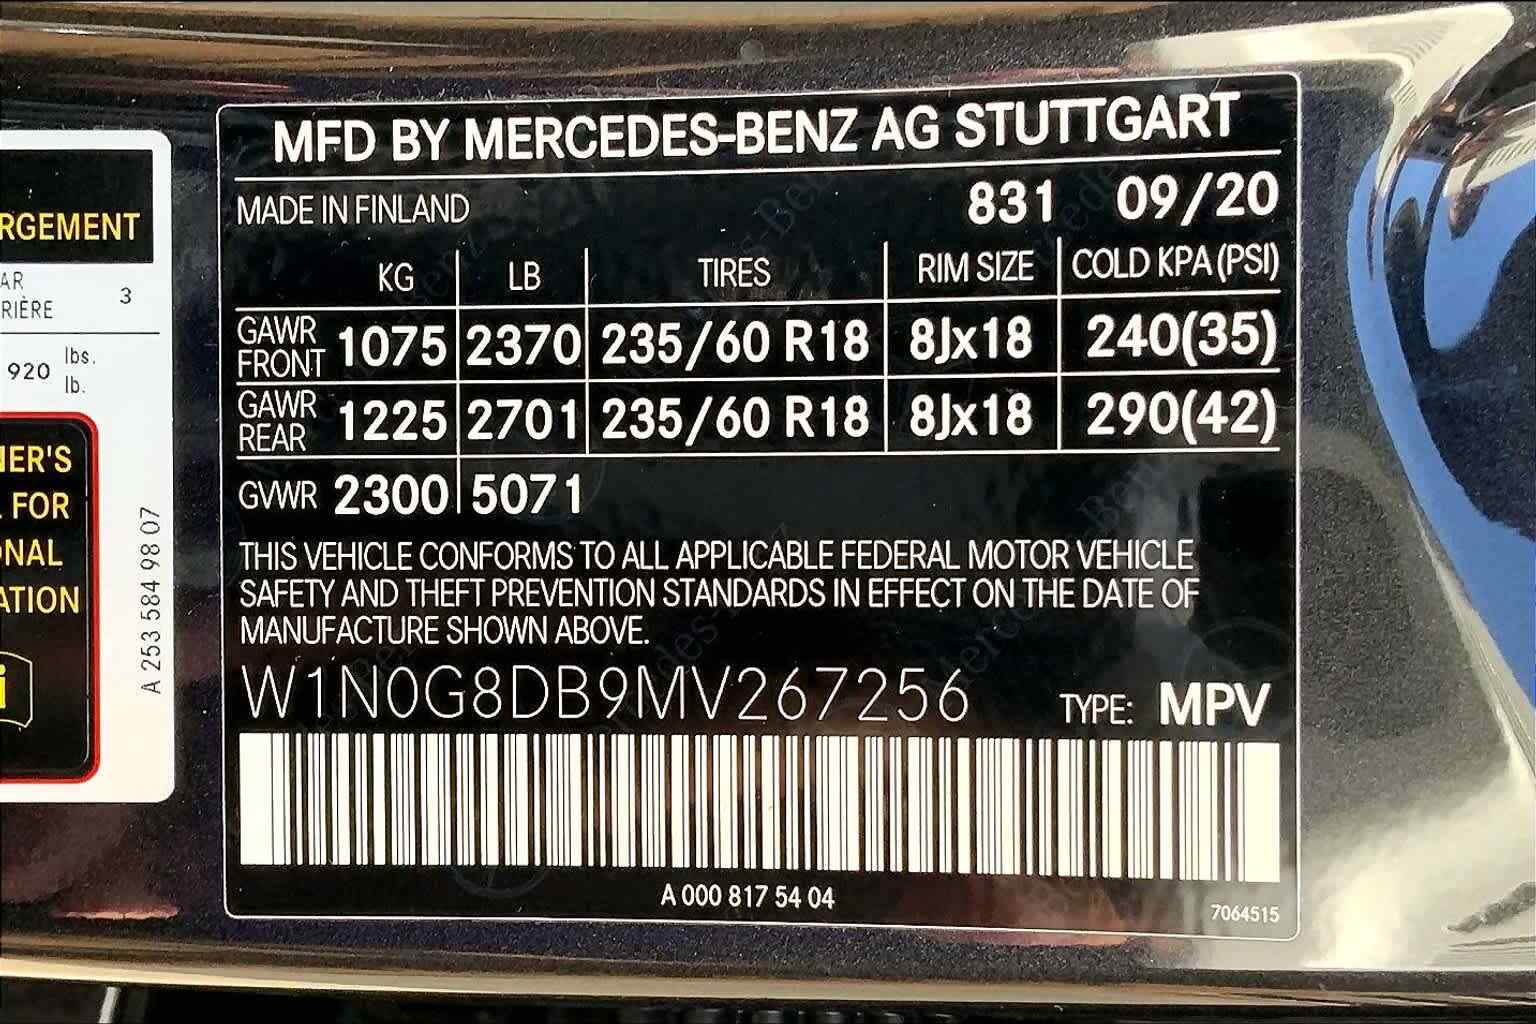 RGEMENT
AR
RIÈRE 3
920 lbs.
lb.
NER'S
FOR
ONAL
ATION
i
A 253 584 98 07
MFD BY MERCEDES-BENZ AG STUTTGART
MADE IN FINLAND 831 09/20
KG LB TIRES RIM SIZE COLD KPA (PSI)
GAWR FRONT 1075 2370 235/60 R18 8Jx18 240(35)
GAWR REAR 1225 2701 235/60 R18 8Jx18 290(42)
GVWR 2300 5071
THIS VEHICLE CONFORMS TO ALL APPLICABLE FEDERAL MOTOR VEHICLE
SAFETY AND THEFT PREVENTION STANDARDS IN EFFECT ON THE DATE OF
MANUFACTURE SHOWN ABOVE.
W1N0G8DB9MV267256 TYPE: MPV
A 000 817 54 04
7064515